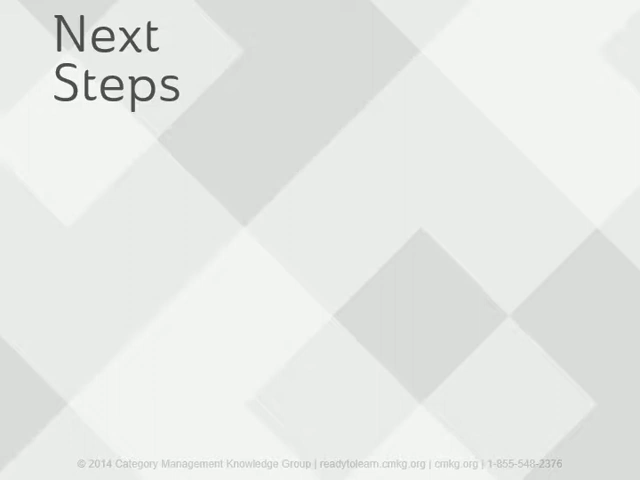 Next
Steps
© 2014 Category Management Knowledge Group | readytolearn.cmkg.org | cmkg.org | 1-855-548-2376